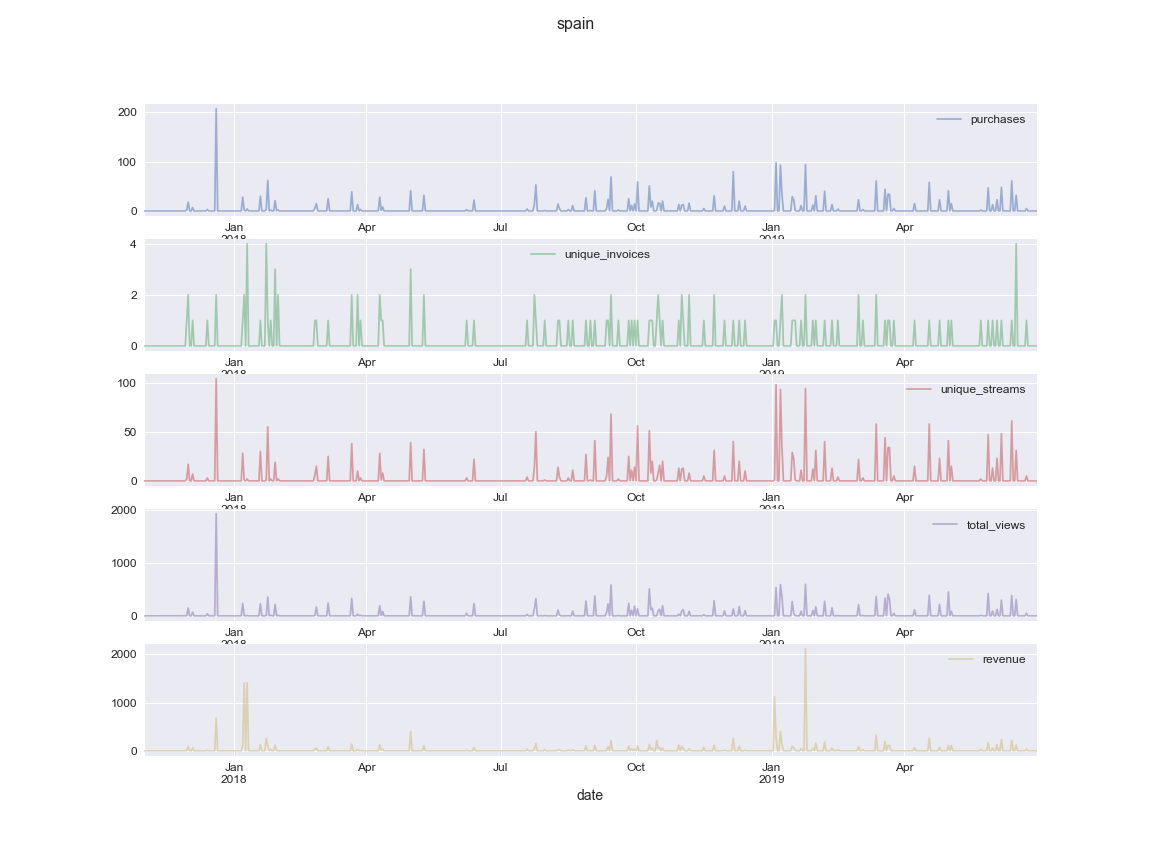 spain
200
100
0
purchases
Jan Apr Jul Oct Jan Apr
2018 2019
4
2
0
unique_invoices
Jan Apr Jul Oct Jan Apr
2018 2019
100
50
0
unique_streams
Jan Apr Jul Oct Jan Apr
2018 2019
2000
1000
0
total_views
Jan Apr Jul Oct Jan Apr
2018 2019
2000
1000
0
revenue
Jan Apr Jul Oct Jan Apr
2018 2019
date